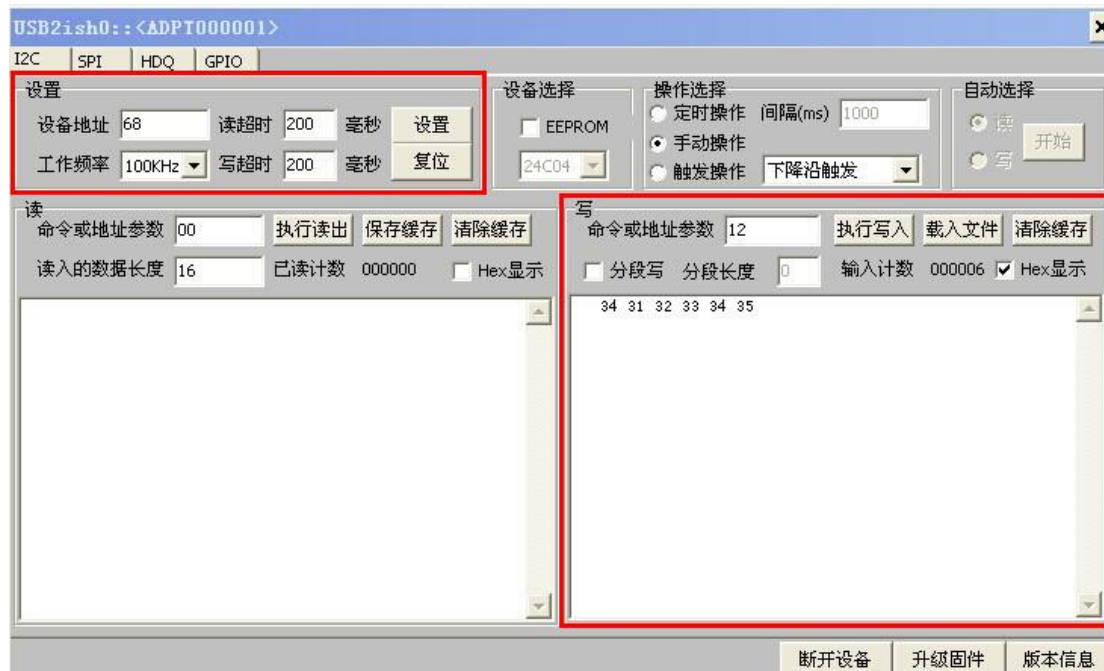 USB2ish0::<ADPT000001>
I2C SPI HDQ GPIO
设置
设备地址 68 读超时 200 毫秒 设置
工作频率 100KHz 写超时 200 毫秒 复位
设备选择
EEPROM
24C04
操作选择
定时操作 间隔(ms) 1000
手动操作
触发操作 下降沿触发
自动选择
读
写
开始
读
命令或地址参数 00 执行读出 保存缓存 清除缓存
读入的数据长度 16 已读计数 000000 Hex显示
写
命令或地址参数 12 执行写入 载入文件 清除缓存
分段写 分段长度 0 输入计数 000006 Hex显示
34 31 32 33 34 35
断开设备 升级固件 版本信息